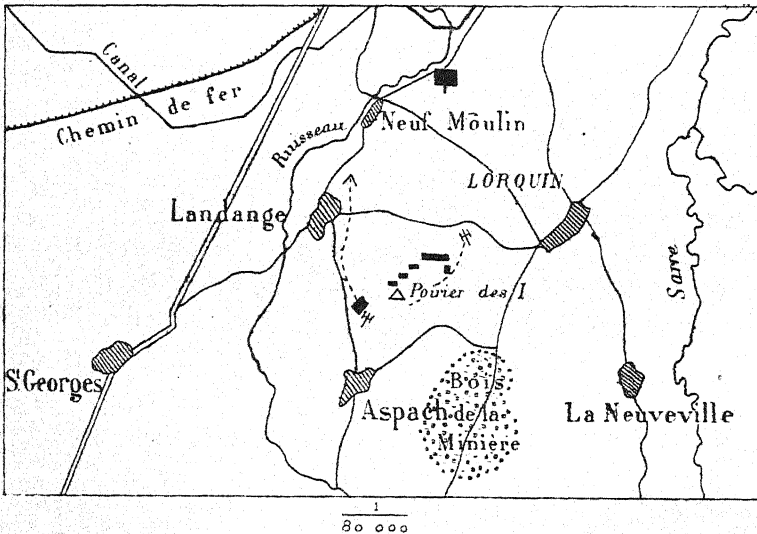 Canal
Chemin de fer
Ruisseau
Neuf Moulin
LORQUIN
Landange
Sarre
Poirier des I
St Georges
Aspach
Bois
de la
Minière
La Neuveville
1
80 000